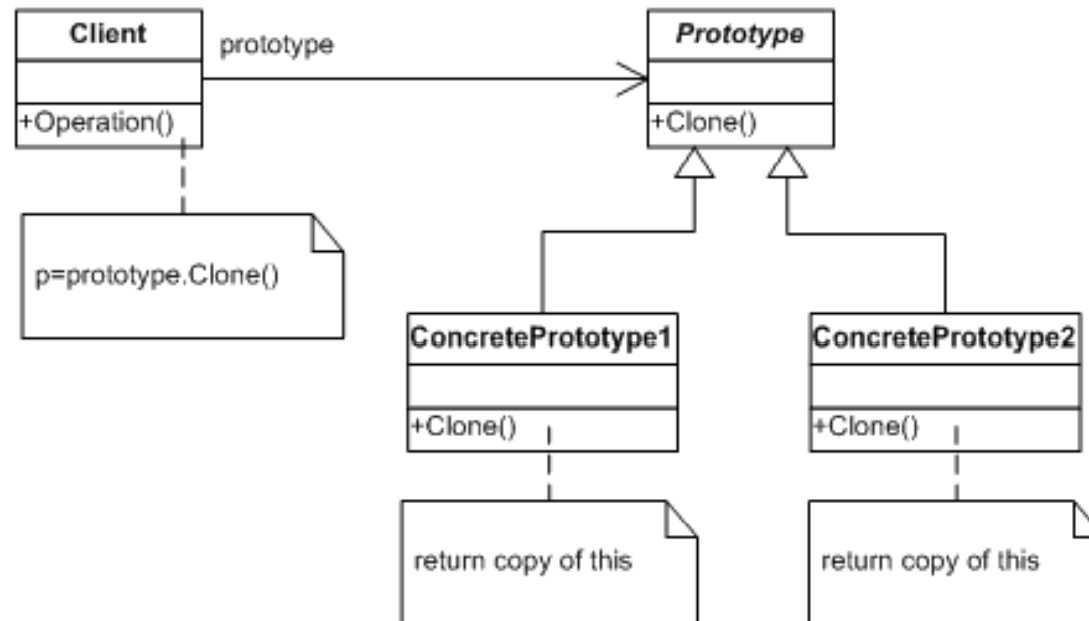 Client
prototype
Prototype
+Operation()
+Clone()
p=prototype.Clone()
ConcretePrototype1
ConcretePrototype2
+Clone()
+Clone()
return copy of this
return copy of this